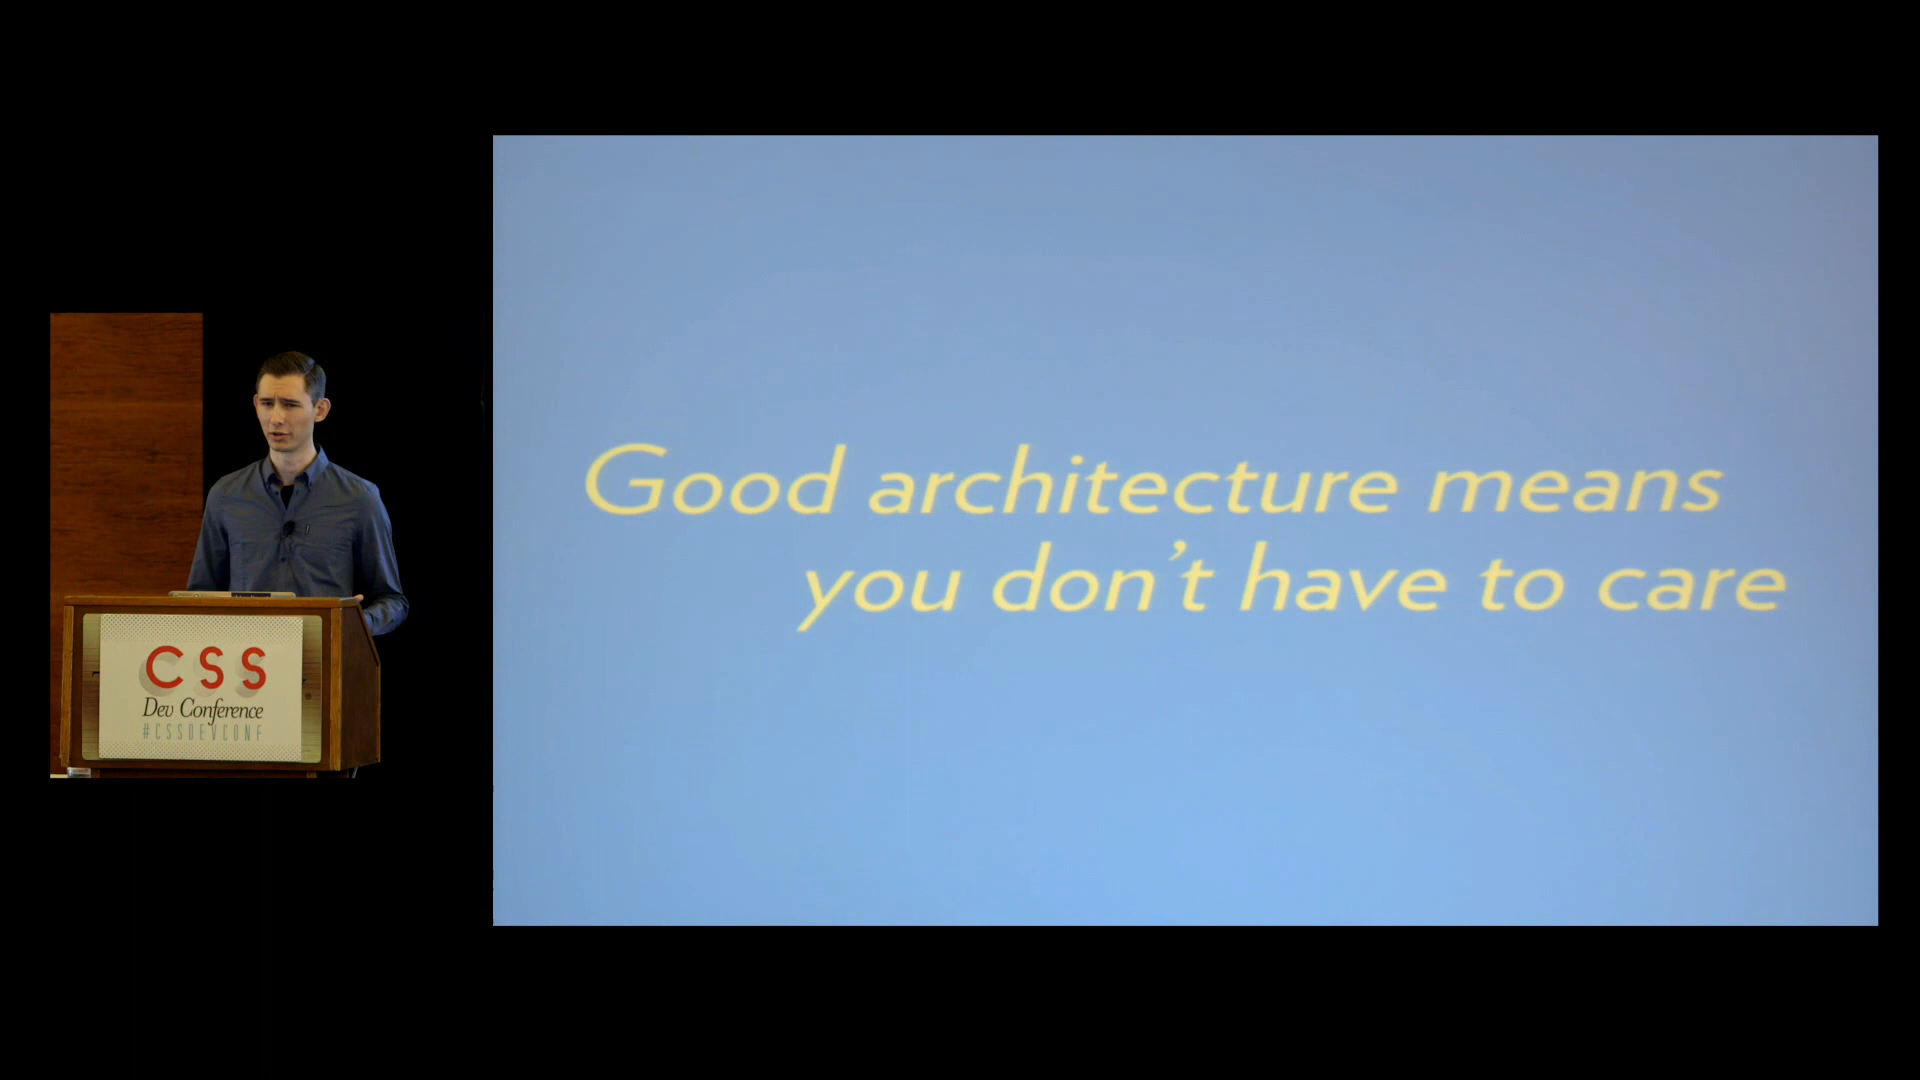 Good architecture means
you don't have to care
CSS
Dev Conference
#CSSDEVCONF